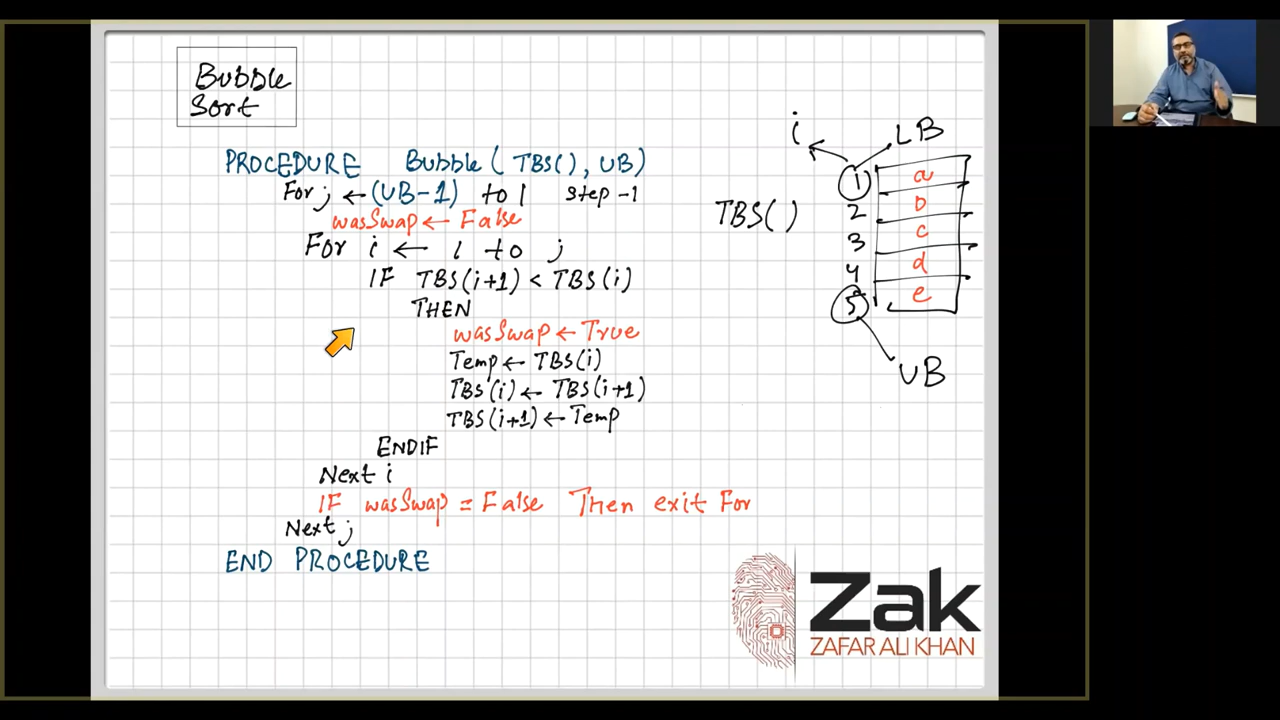 Bubble
Sort
PROCEDURE Bubble( TBS(), UB)
For j ← (UB-1) to 1 Step -1
wasSwap ← False
For i ← 1 to j
IF TBS(i+1) < TBS(i)
THEN
wasSwap ← True
Temp ← TBS(i)
TBS(i) ← TBS(i+1)
TBS(i+1) ← Temp
ENDIF
Next i
IF wasSwap = False Then exit For
Next j
END PROCEDURE
i
LB
TBS()
1 a
2 b
3 c
4 d
5 e
UB
Zak
ZAFAR ALI KHAN